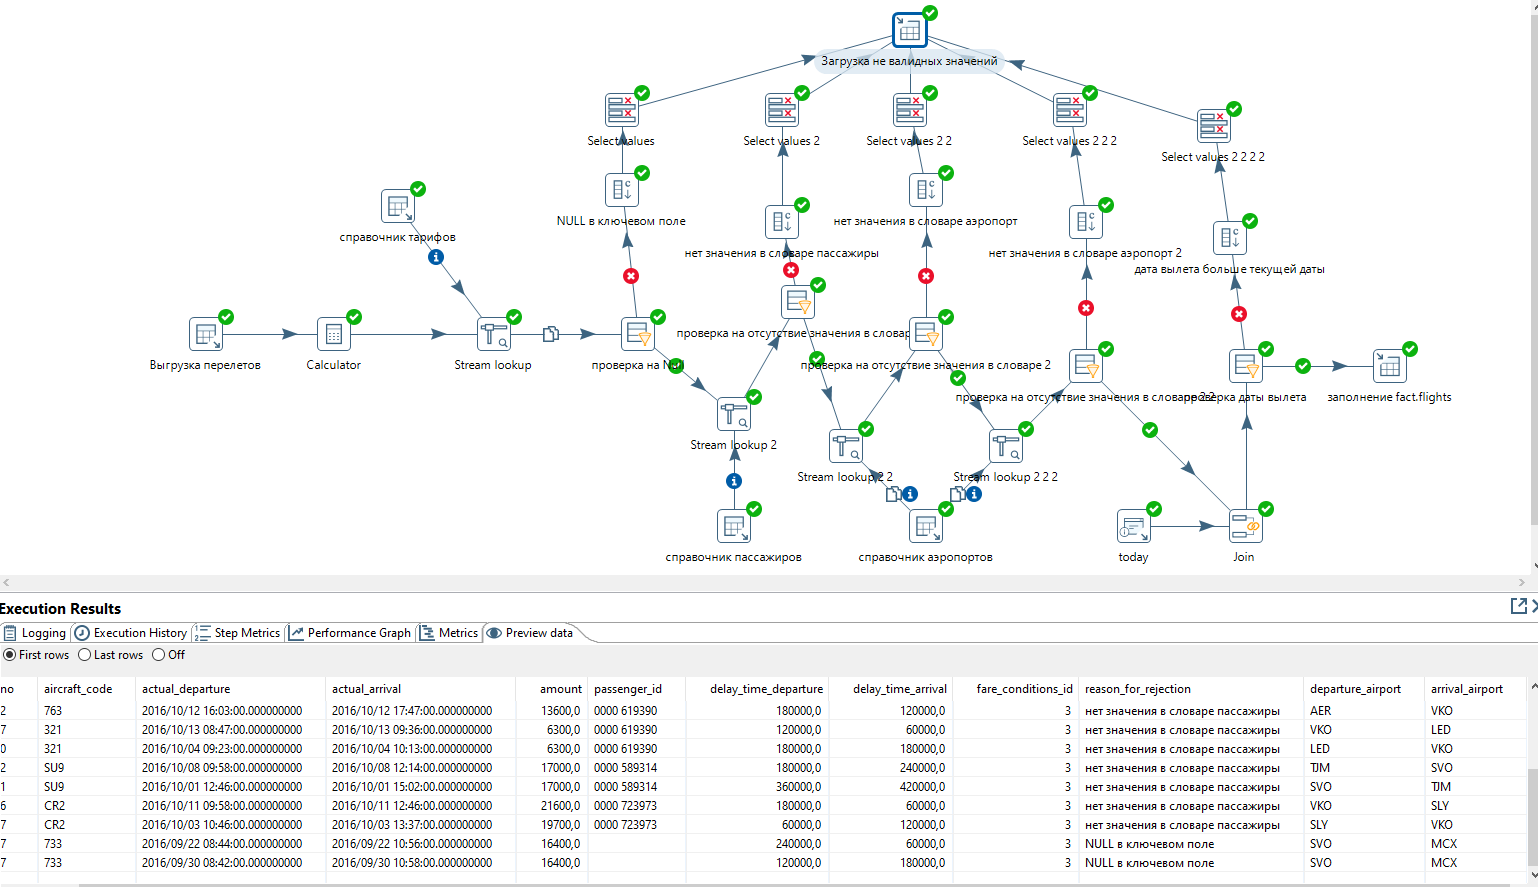 Загрузка не валидных значений
Select values
Select values 2
Select values 2 2
Select values 2 2 2
Select values 2 2 2 2
NULL в ключевом поле
нет значения в словаре аэропорт
справочник тарифов
нет значения в словаре пассажиры
нет значения в словаре аэропорт 2
дата вылета больше текущей даты
проверка на отсутствие значения в словар
Выгрузка перелетов
Calculator
Stream lookup
проверка на Null
проверка на отсутствие значения в словаре 2
проверка на отсутствие значения в словаре 2 2
проверка даты вылета
заполнение fact.flights
Stream lookup 2
Stream lookup 2 2
Stream lookup 2 2 2
справочник пассажиров
справочник аэропортов
today
Join
Execution Results
Logging Execution History Step Metrics Performance Graph Metrics Preview data
First rows Last rows Off
no aircraft_code actual_departure actual_arrival amount passenger_id delay_time_departure delay_time_arrival fare_conditions_id reason_for_rejection departure_airport arrival_airport
2 763 2016/10/12 16:03:00.000000000 2016/10/12 17:47:00.000000000 13600,0 0000 619390 180000,0 120000,0 3 нет значения в словаре пассажиры AER VKO
7 321 2016/10/13 08:47:00.000000000 2016/10/13 09:36:00.000000000 6300,0 0000 619390 120000,0 60000,0 3 нет значения в словаре пассажиры VKO LED
0 321 2016/10/04 09:23:00.000000000 2016/10/04 10:13:00.000000000 6300,0 0000 619390 180000,0 180000,0 3 нет значения в словаре пассажиры LED VKO
2 SU9 2016/10/08 09:58:00.000000000 2016/10/08 12:14:00.000000000 17000,0 0000 589314 180000,0 240000,0 3 нет значения в словаре пассажиры TJM SVO
1 SU9 2016/10/01 12:46:00.000000000 2016/10/01 15:02:00.000000000 17000,0 0000 589314 360000,0 420000,0 3 нет значения в словаре пассажиры SVO TJM
6 CR2 2016/10/11 09:58:00.000000000 2016/10/11 12:46:00.000000000 21600,0 0000 723973 180000,0 60000,0 3 нет значения в словаре пассажиры VKO SLY
7 CR2 2016/10/03 10:46:00.000000000 2016/10/03 13:37:00.000000000 19700,0 0000 723973 60000,0 120000,0 3 нет значения в словаре пассажиры SLY VKO
7 733 2016/09/22 08:44:00.000000000 2016/09/22 10:56:00.000000000 16400,0 240000,0 60000,0 3 NULL в ключевом поле SVO MCX
7 733 2016/09/30 08:42:00.000000000 2016/09/30 10:58:00.000000000 16400,0 120000,0 180000,0 3 NULL в ключевом поле SVO MCX